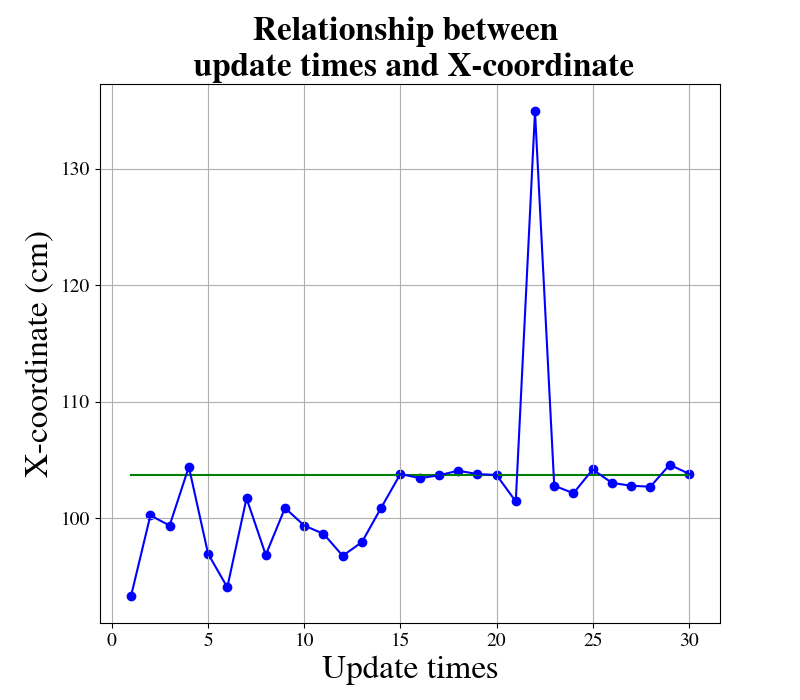 Relationship between
update times and X-coordinate
X-coordinate (cm)
130
120
110
100
0 5 10 15 20 25 30
Update times